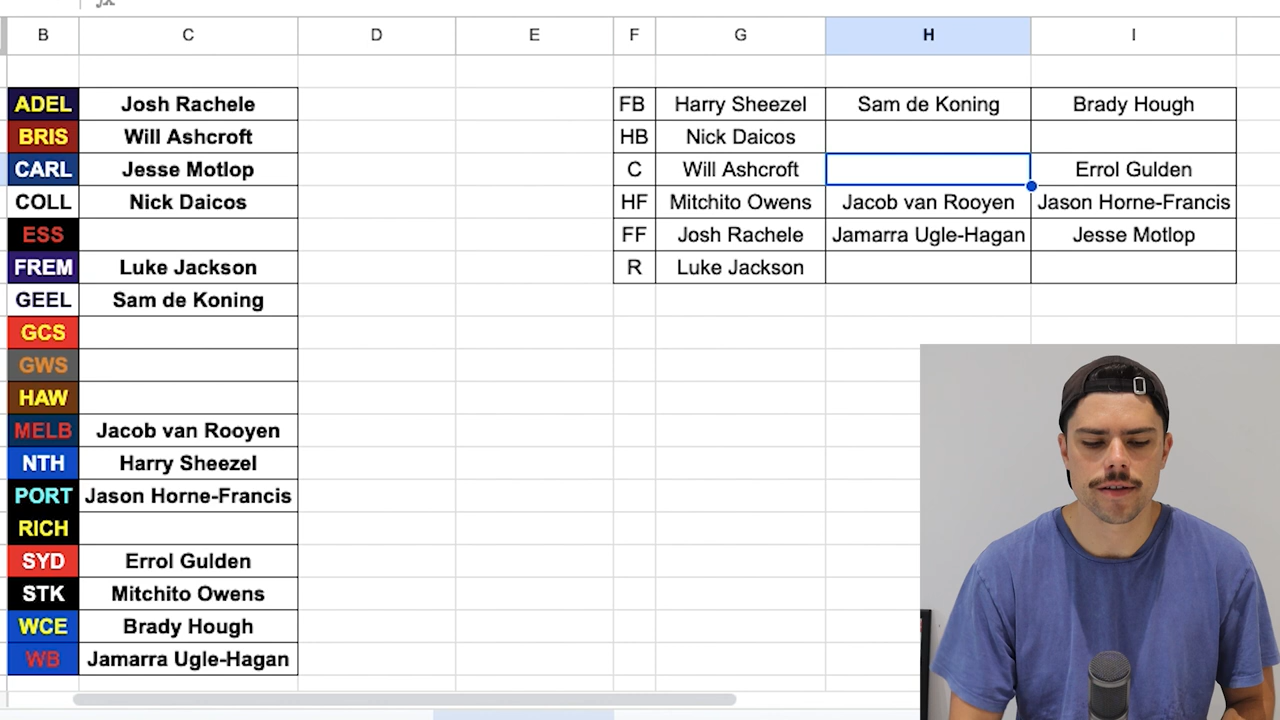 B C D E F G H I
ADEL Josh Rachele FB Harry Sheezel Sam de Koning Brady Hough
BRIS Will Ashcroft HB Nick Daicos
CARL Jesse Motlop C Will Ashcroft Errol Gulden
COLL Nick Daicos HF Mitchito Owens Jacob van Rooyen Jason Horne-Francis
ESS FF Josh Rachele Jamarra Ugle-Hagan Jesse Motlop
FREM Luke Jackson R Luke Jackson
GEEL Sam de Koning
GCS
GWS
HAW
MELB Jacob van Rooyen
NTH Harry Sheezel
PORT Jason Horne-Francis
RICH
SYD Errol Gulden
STK Mitchito Owens
WCE Brady Hough
WB Jamarra Ugle-Hagan